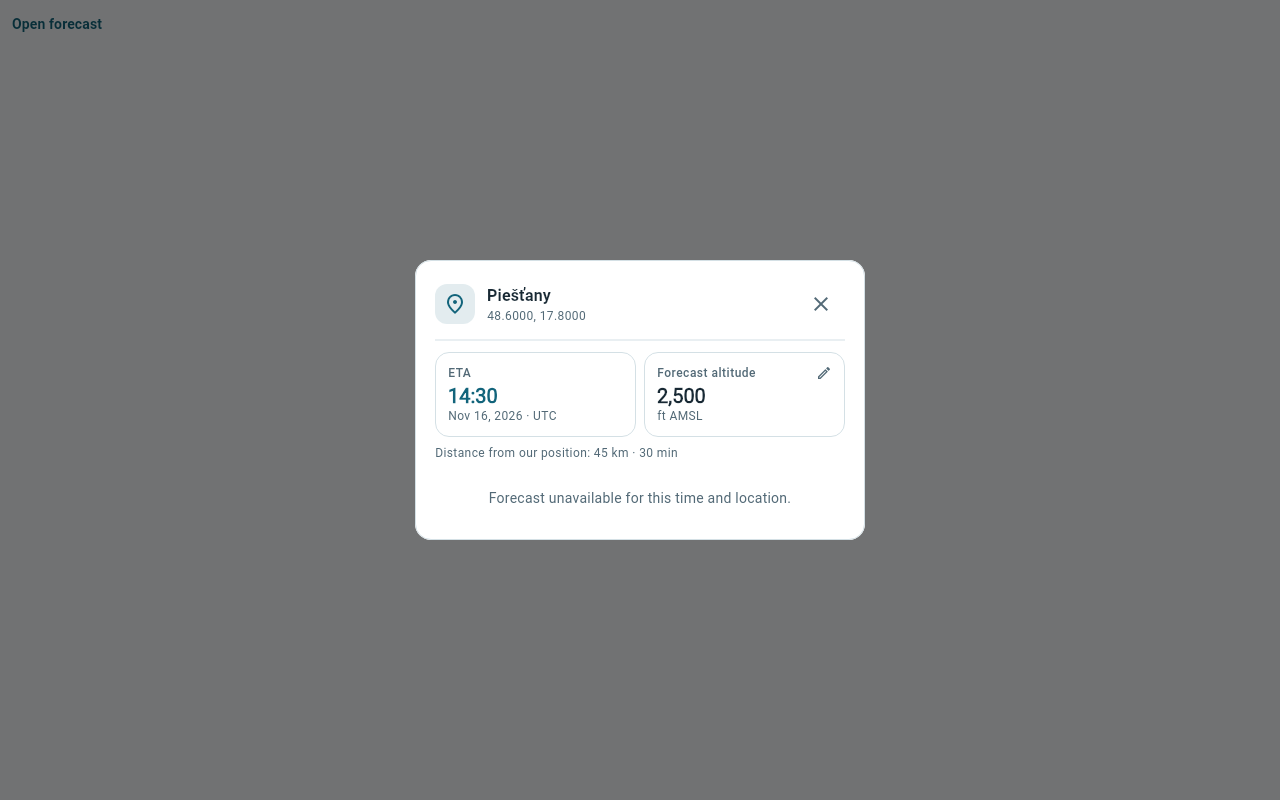 Open forecast
Piešťany
48.6000, 17.8000
ETA
14:30
Nov 16, 2026 · UTC
Forecast altitude
2,500
ft AMSL
Distance from our position: 45 km · 30 min
Forecast unavailable for this time and location.